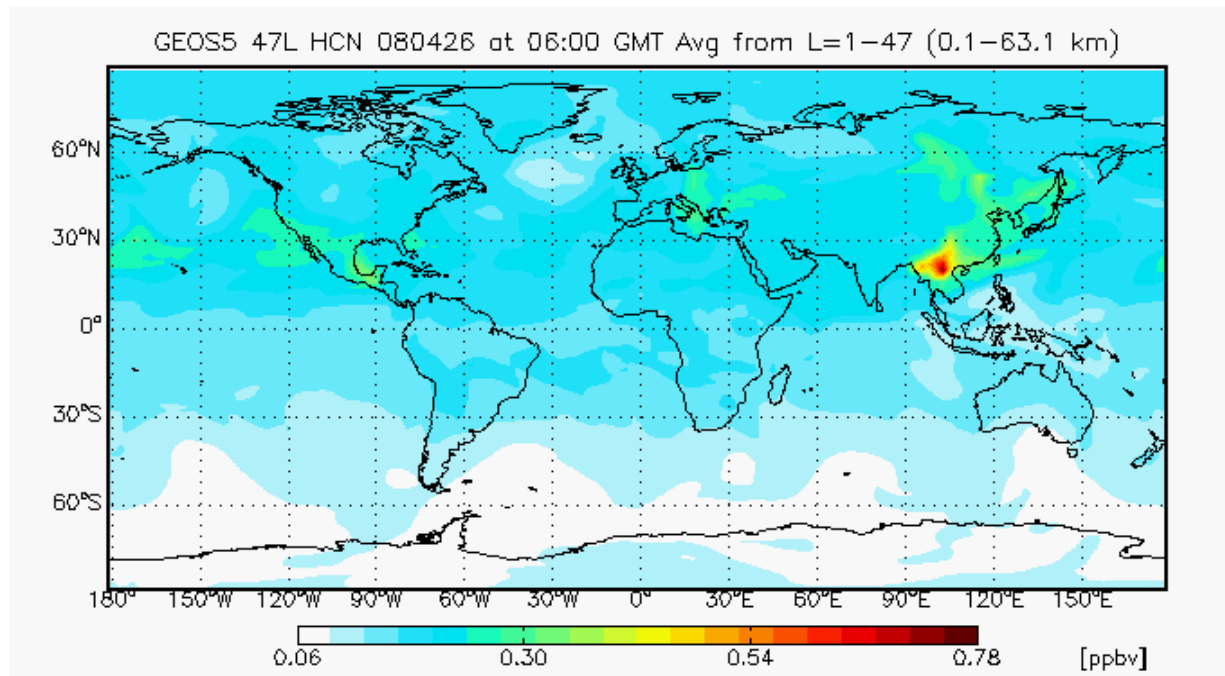 GEOS5 47L HCN 080426 at 06:00 GMT Avg from L=1-47 (0.1-63.1 km)
60°N
30°N
0°
30°S
60°S
180° 150°W 120°W 90°W 60°W 30°W 0° 30°E 60°E 90°E 120°E 150°E
0.06 0.30 0.54 0.78 [ppbv]